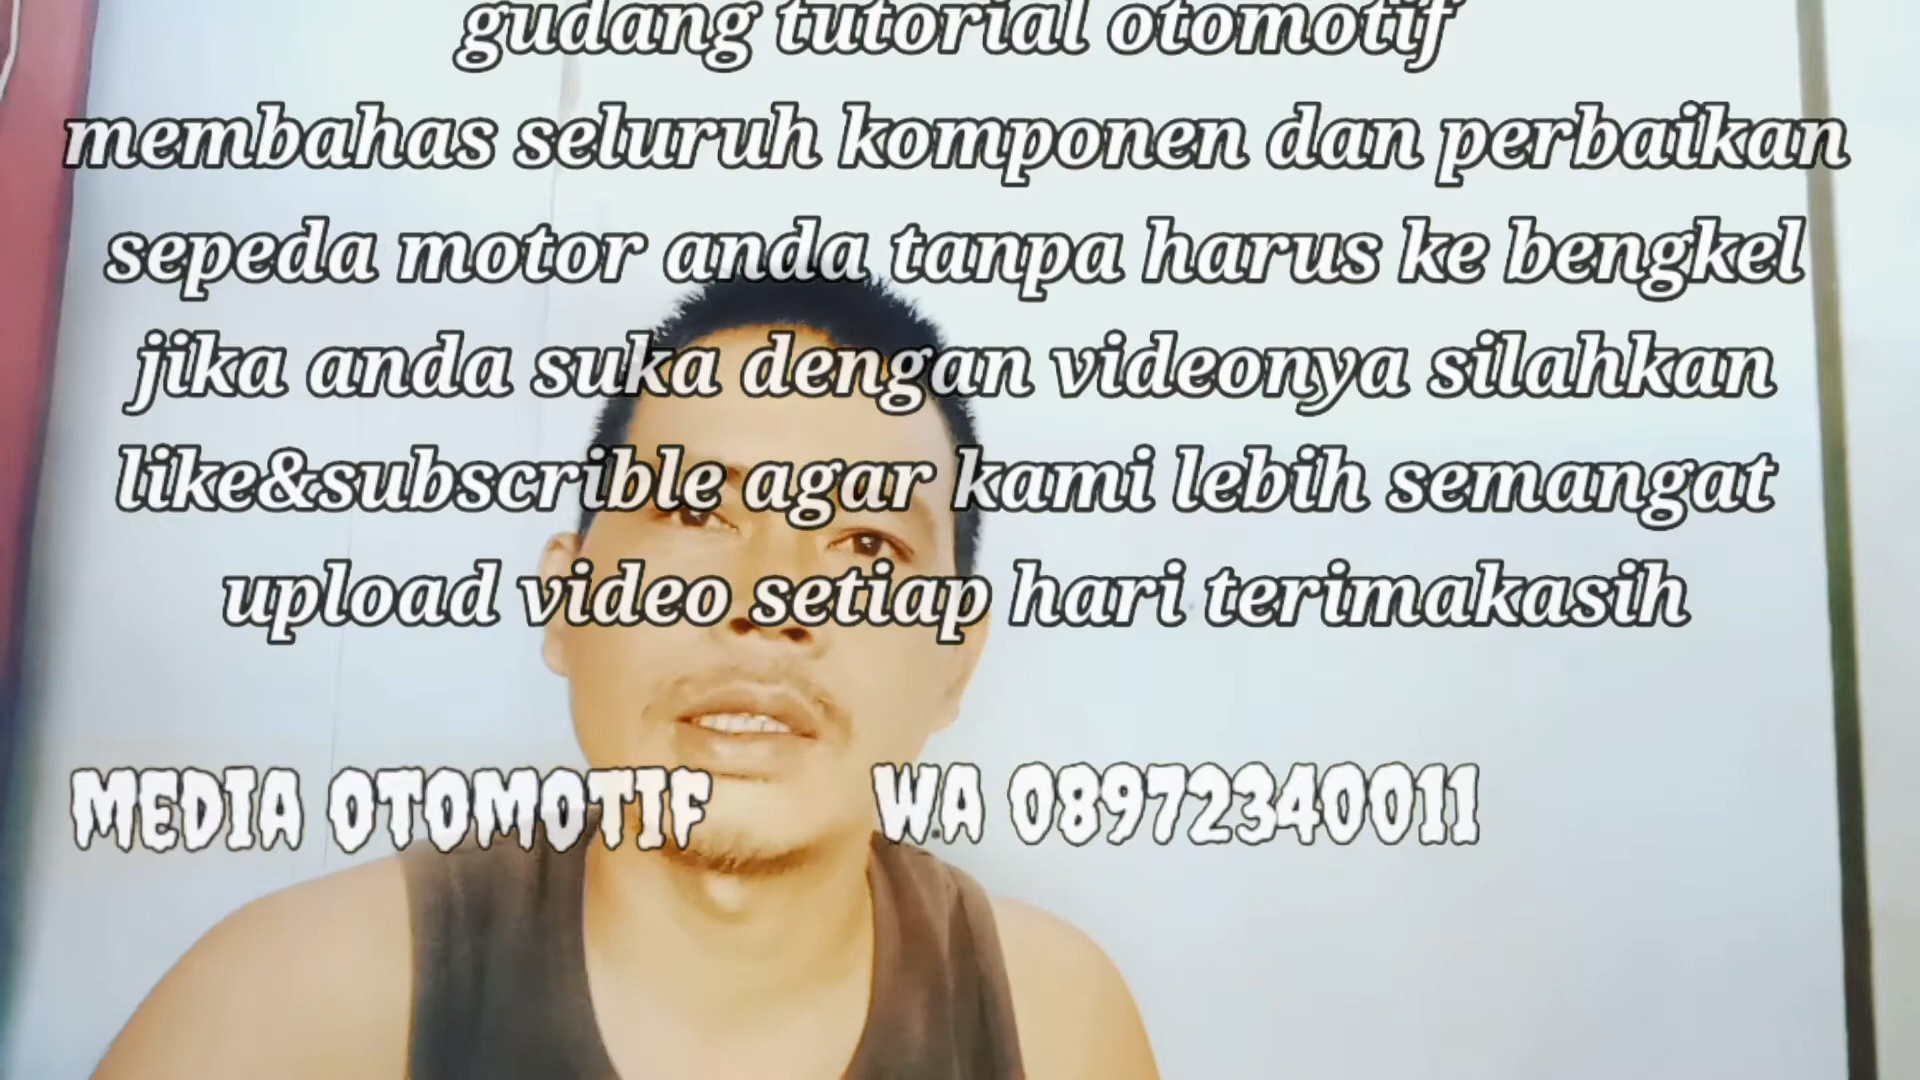 gudang tutorial otomotif
membahas seluruh komponen dan perbaikan
sepeda motor anda tanpa harus ke bengkel
jika anda suka dengan videonya silahkan
like&subscrible agar kami lebih semangat
upload video setiap hari terimakasih
MEDIA OTOMOTIF WA 08972340011